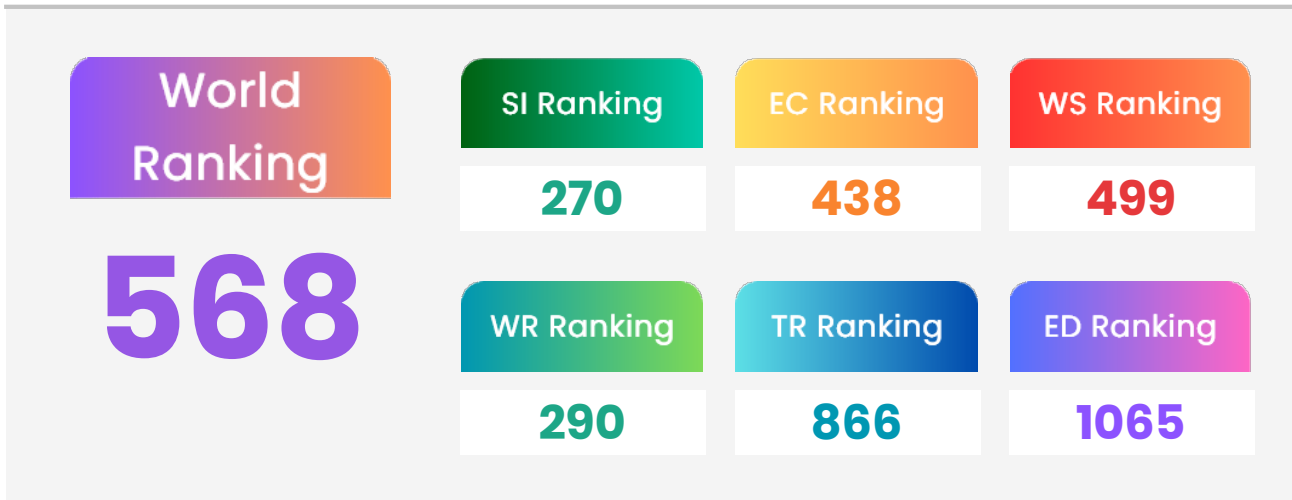 World
Ranking
568
SI Ranking
270
EC Ranking
438
WS Ranking
499
WR Ranking
290
TR Ranking
866
ED Ranking
1065